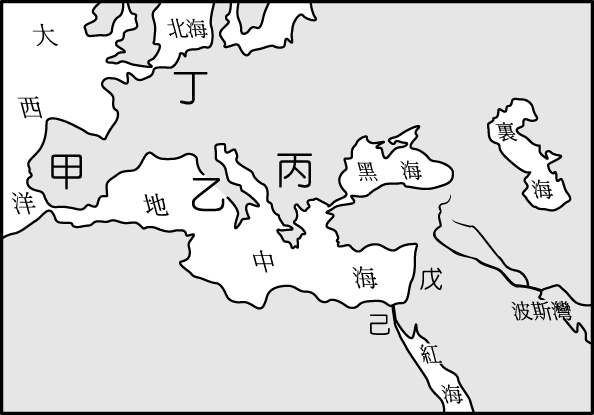 大西洋
北海
丁
甲
乙
丙
黑海
裏海
地中海
戊
己
紅海
波斯灣